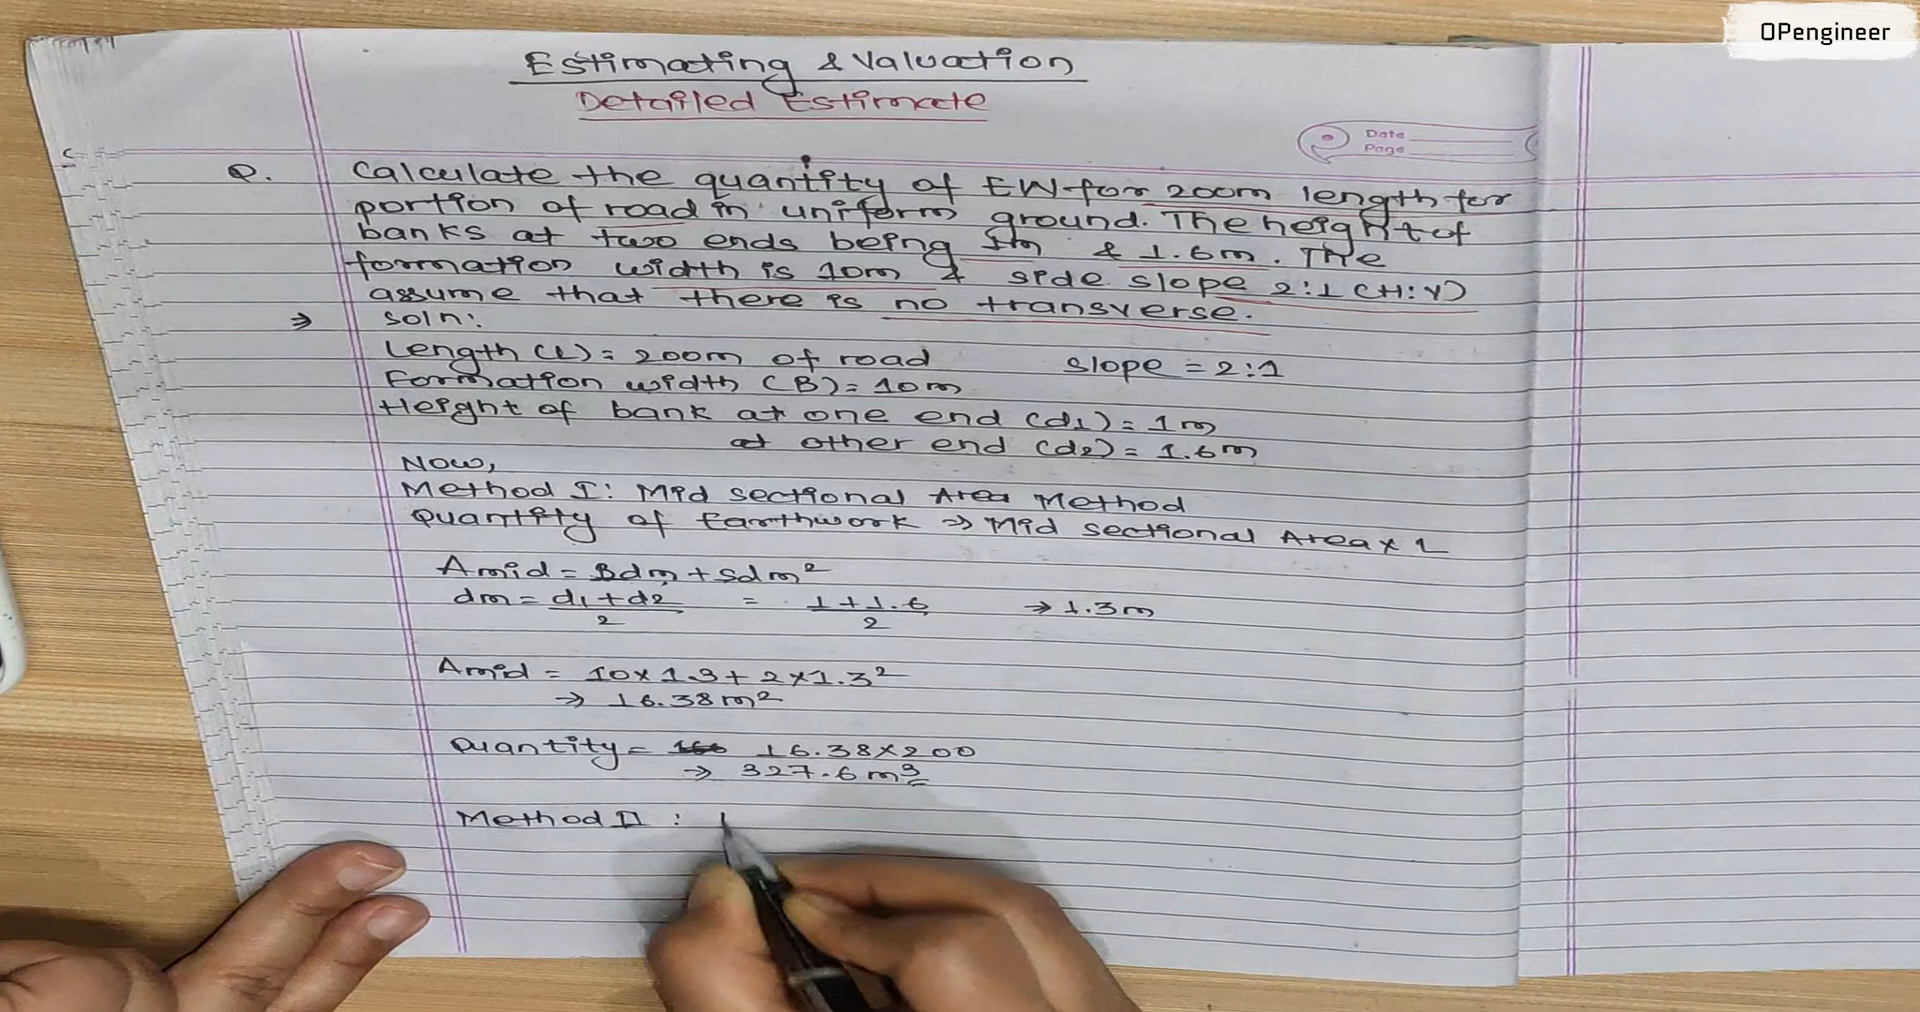 OPengineer
Estimating & Valuation
Detailed Estimate
Date
Page
Q. Calculate the quantity of EW for 200m length for
portion of road in uniform ground. The height of
banks at two ends being 1m & 1.6m. The
formation width is 10m & side slope 2:1 (H:V)
assume that there is no transverse.
⇒ Soln:
Length (L) = 200m of road slope = 2:1
Formation width (B) = 10m
Height of bank at one end (d1) = 1m
at other end (d2) = 1.6m
Now,
Method I: Mid sectional Area Method
Quantity of Earthwork ⇒ Mid sectional Area × L
Amid = Bdm + Sdm²
dm = d1 + d2 / 2 = 1 + 1.6 / 2 → 1.3m
Amid = 10×1.3 + 2×1.3²
→ 16.38m²
Quantity = 16.38×200
→ 327.6m³
Method II :